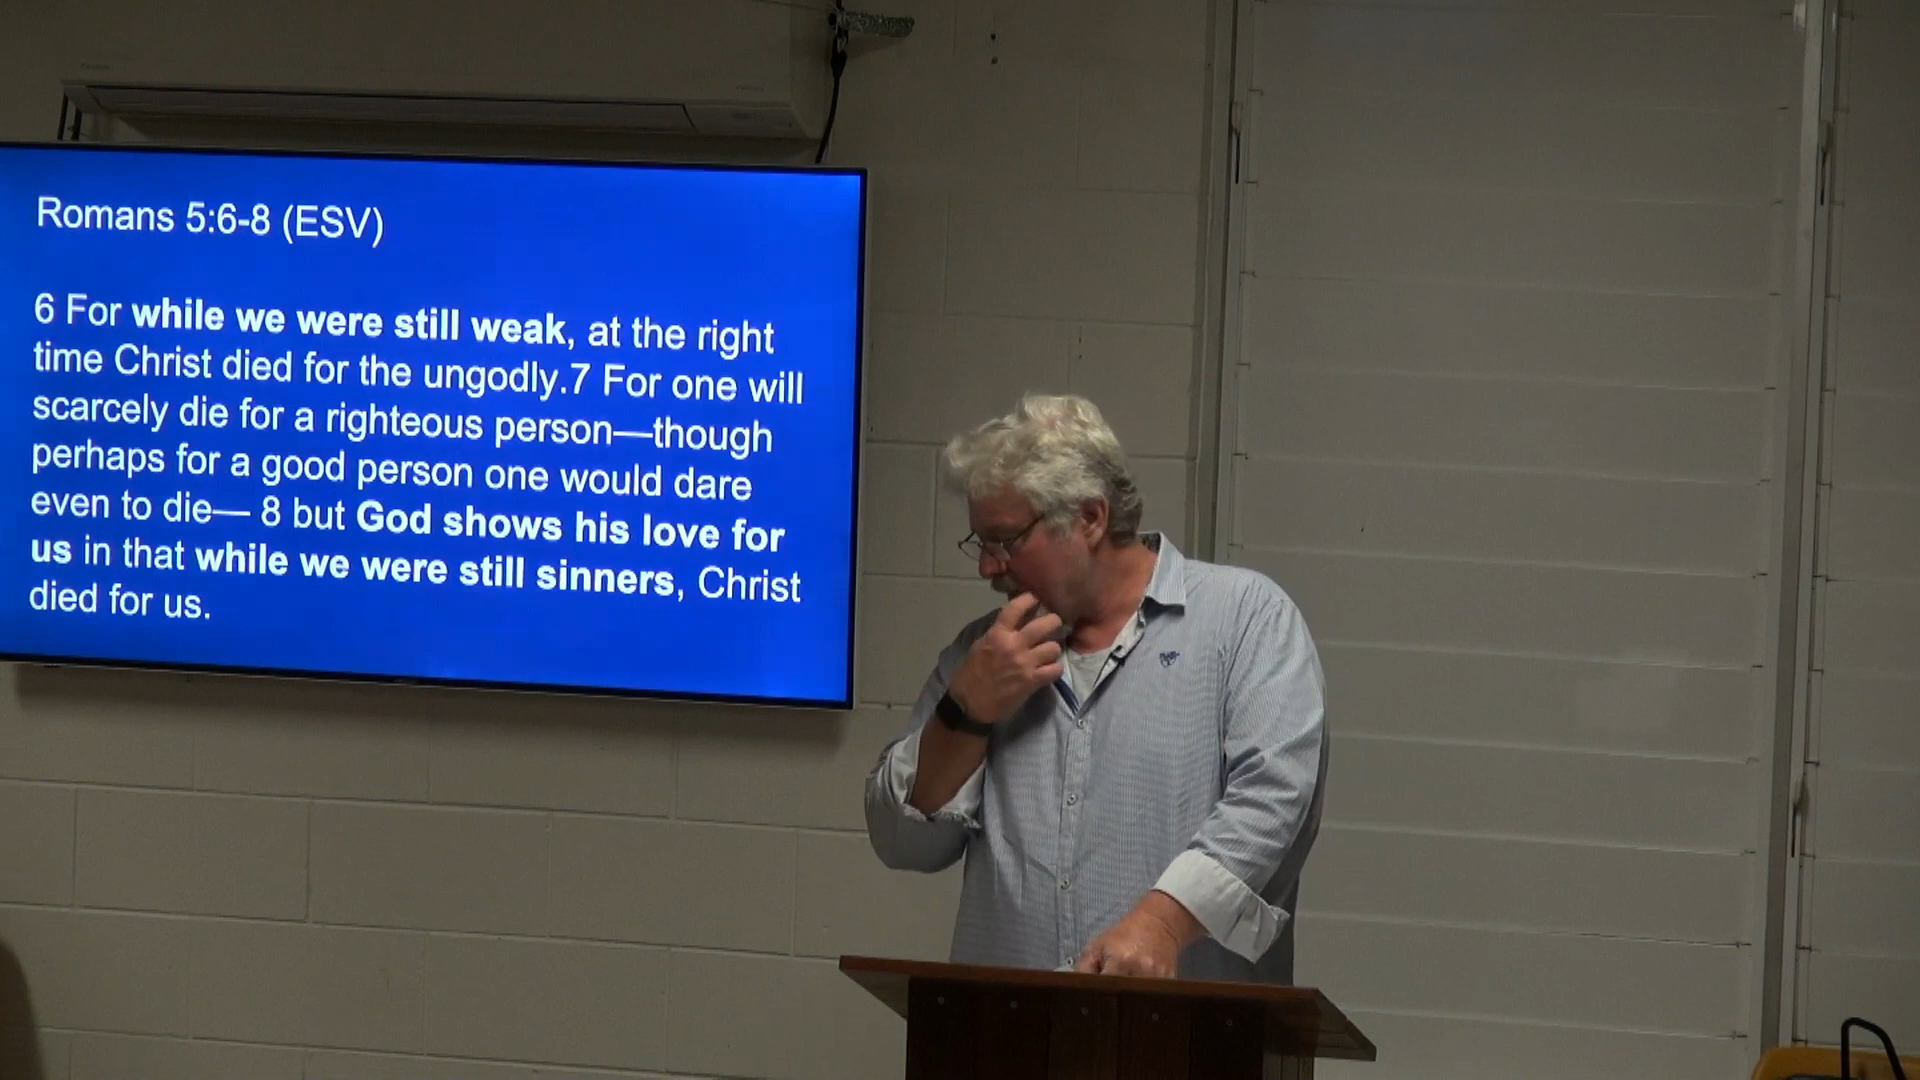 Romans 5:6-8 (ESV)
6 For while we were still weak, at the right
time Christ died for the ungodly.7 For one will
scarcely die for a righteous person—though
perhaps for a good person one would dare
even to die— 8 but God shows his love for
us in that while we were still sinners, Christ
died for us.